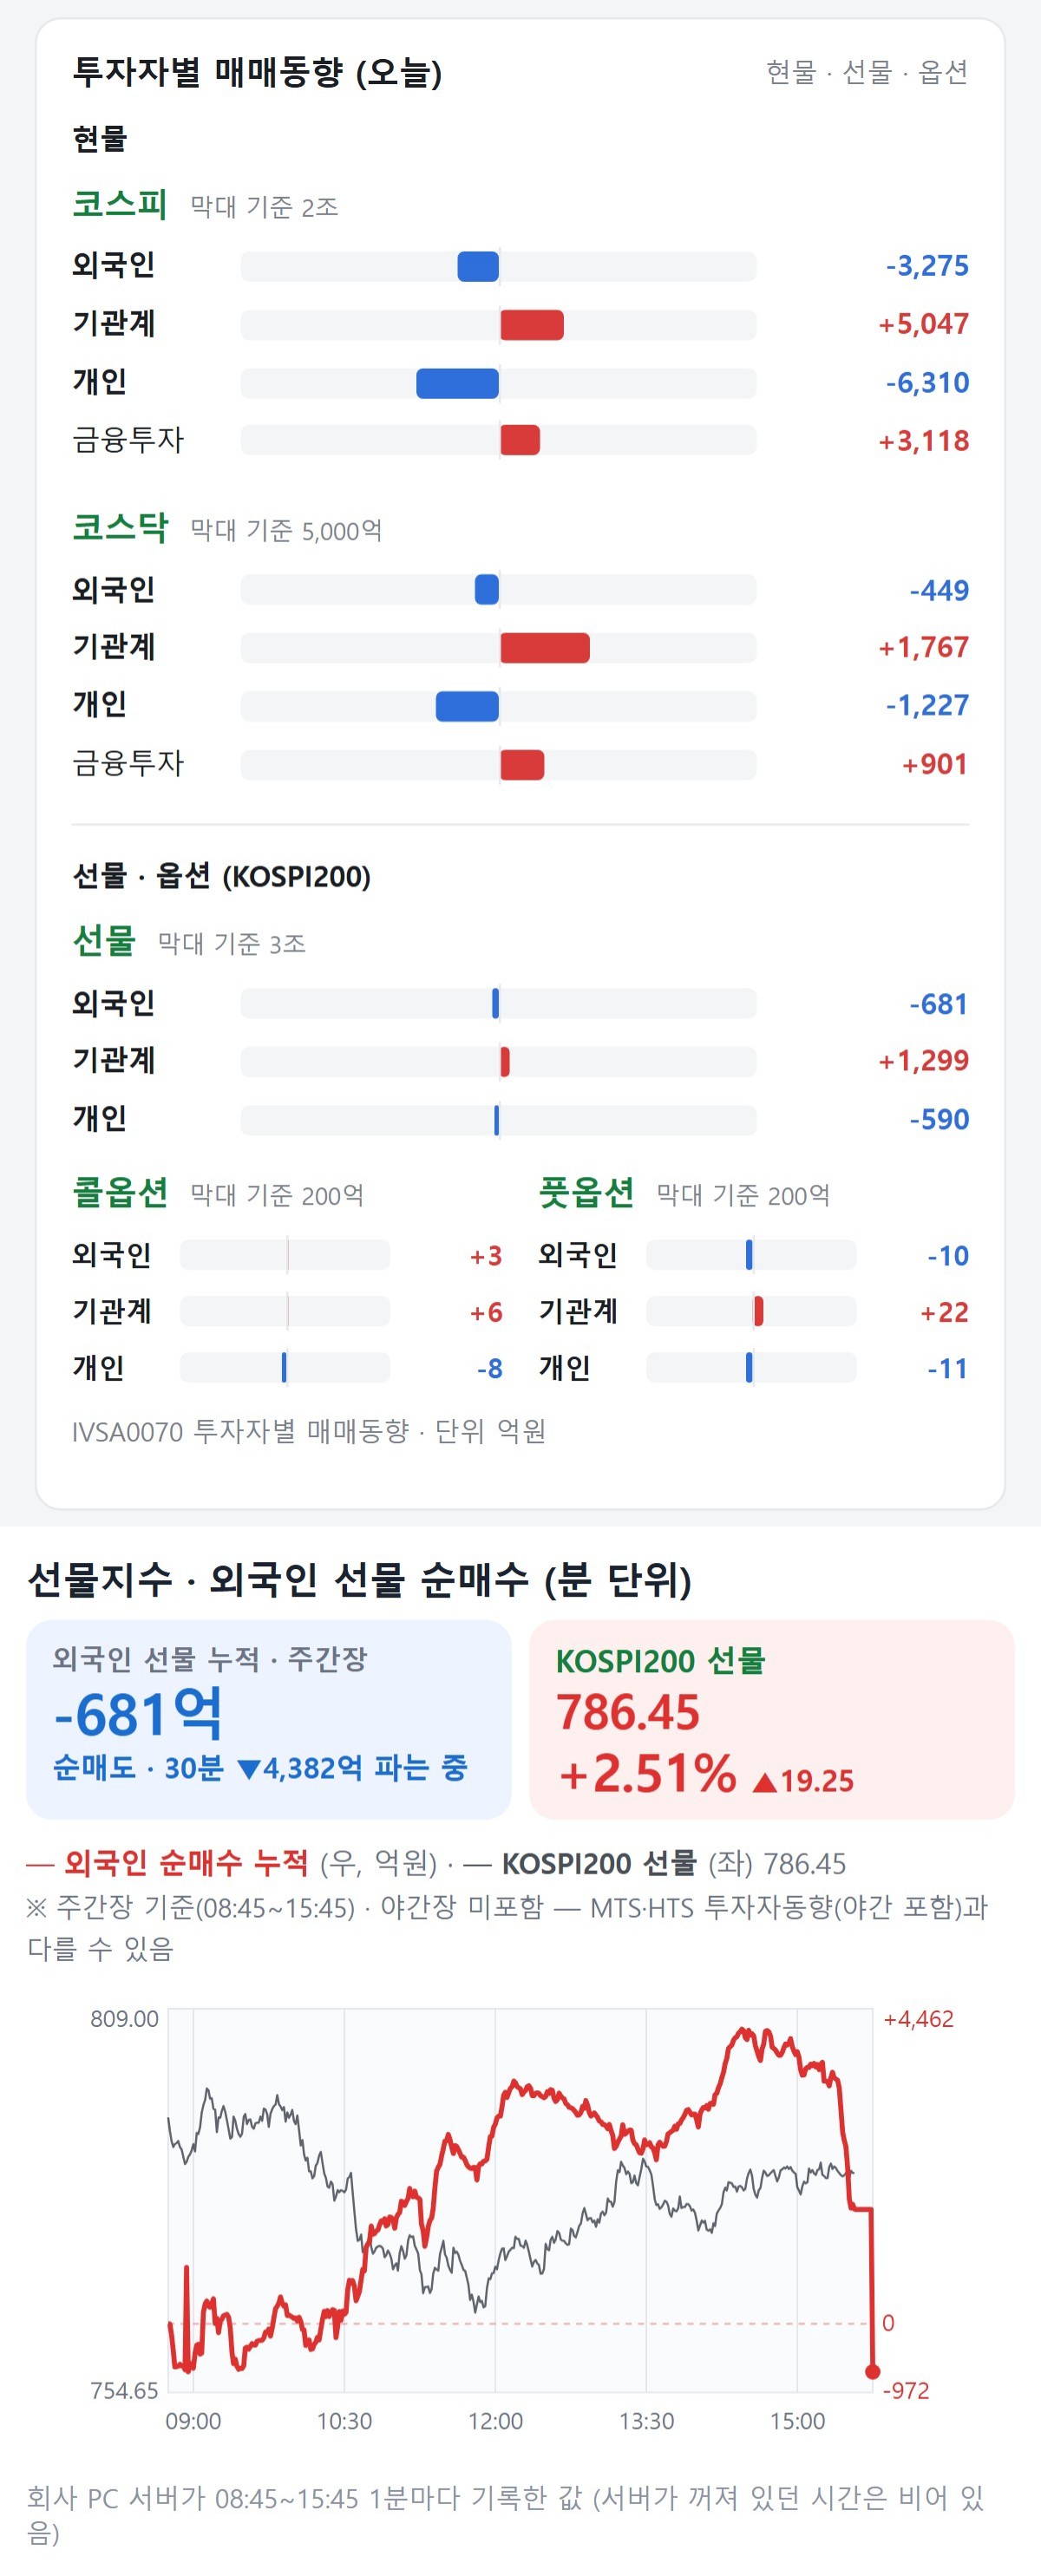 투자자별 매매동향 (오늘) 현물 · 선물 · 옵션
현물
코스피 막대 기준 2조
외국인 -3,275
기관계 +5,047
개인 -6,310
금융투자 +3,118
코스닥 막대 기준 5,000억
외국인 -449
기관계 +1,767
개인 -1,227
금융투자 +901
선물 · 옵션 (KOSPI200)
선물 막대 기준 3조
외국인 -681
기관계 +1,299
개인 -590
콜옵션 막대 기준 200억
외국인 +3
기관계 +6
개인 -8
풋옵션 막대 기준 200억
외국인 -10
기관계 +22
개인 -11
IVSA0070 투자자별 매매동향 · 단위 억원
선물지수 · 외국인 선물 순매수 (분 단위)
외국인 선물 누적 · 주간장
-681억
순매도 · 30분 ▼4,382억 파는 중
KOSPI200 선물
786.45
+2.51% ▲19.25
— 외국인 순매수 누적 (우, 억원) · — KOSPI200 선물 (좌) 786.45
※ 주간장 기준(08:45~15:45) · 야간장 미포함 — MTS·HTS 투자자동향(야간 포함)과
다를 수 있음
809.00 +4,462
0
754.65 -972
09:00 10:30 12:00 13:30 15:00
회사 PC 서버가 08:45~15:45 1분마다 기록한 값 (서버가 꺼져 있던 시간은 비어 있
음)